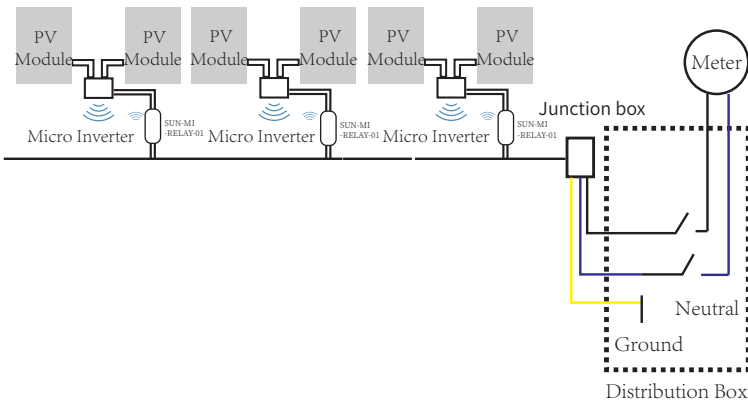 PV
Module
PV
Module
PV
Module
PV
Module
PV
Module
PV
Module
Meter
Micro Inverter
SUN-MI
-RELAY-01
Micro Inverter
SUN-MI
-RELAY-01
Micro Inverter
SUN-MI
-RELAY-01
Junction box
Neutral
Ground
Distribution Box